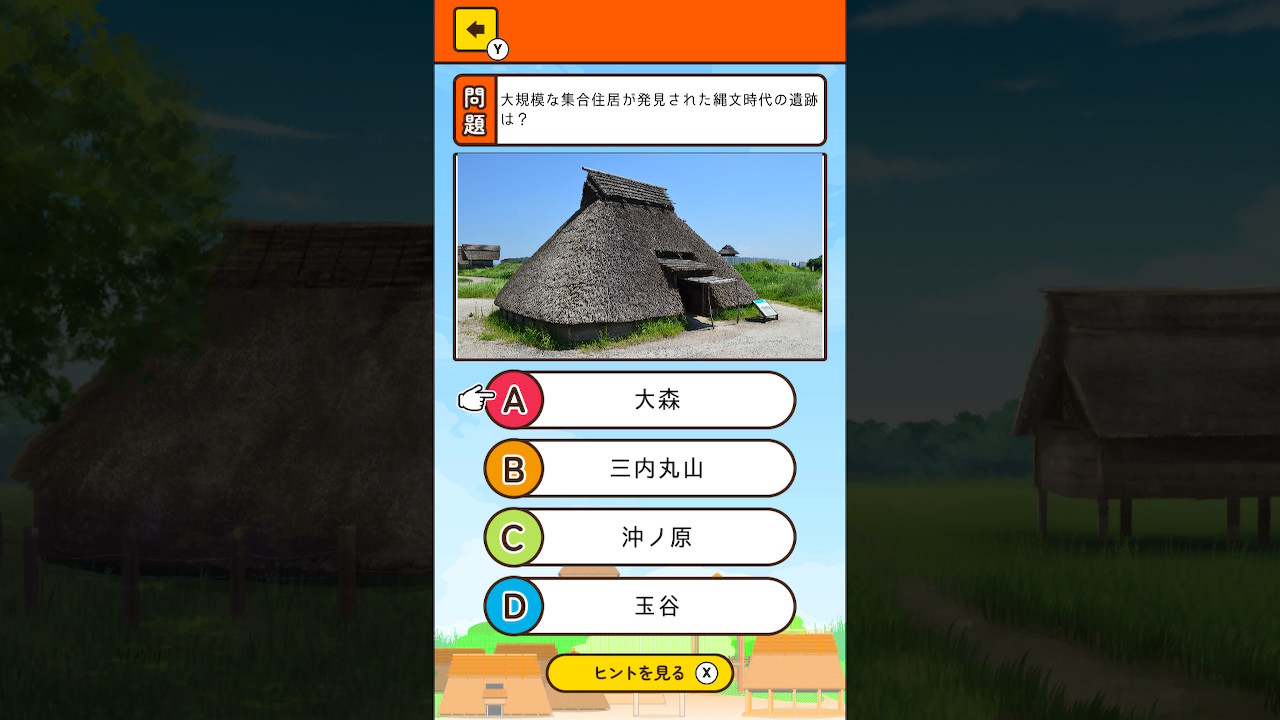 Y
問題
大規模な集合住居が発見された縄文時代の遺跡
は？
A 大森
B 三内丸山
C 沖ノ原
D 玉谷
ヒントを見る X